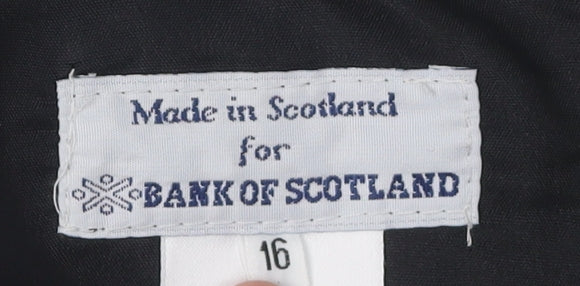 Made in Scotland
for
BANK OF SCOTLAND
16